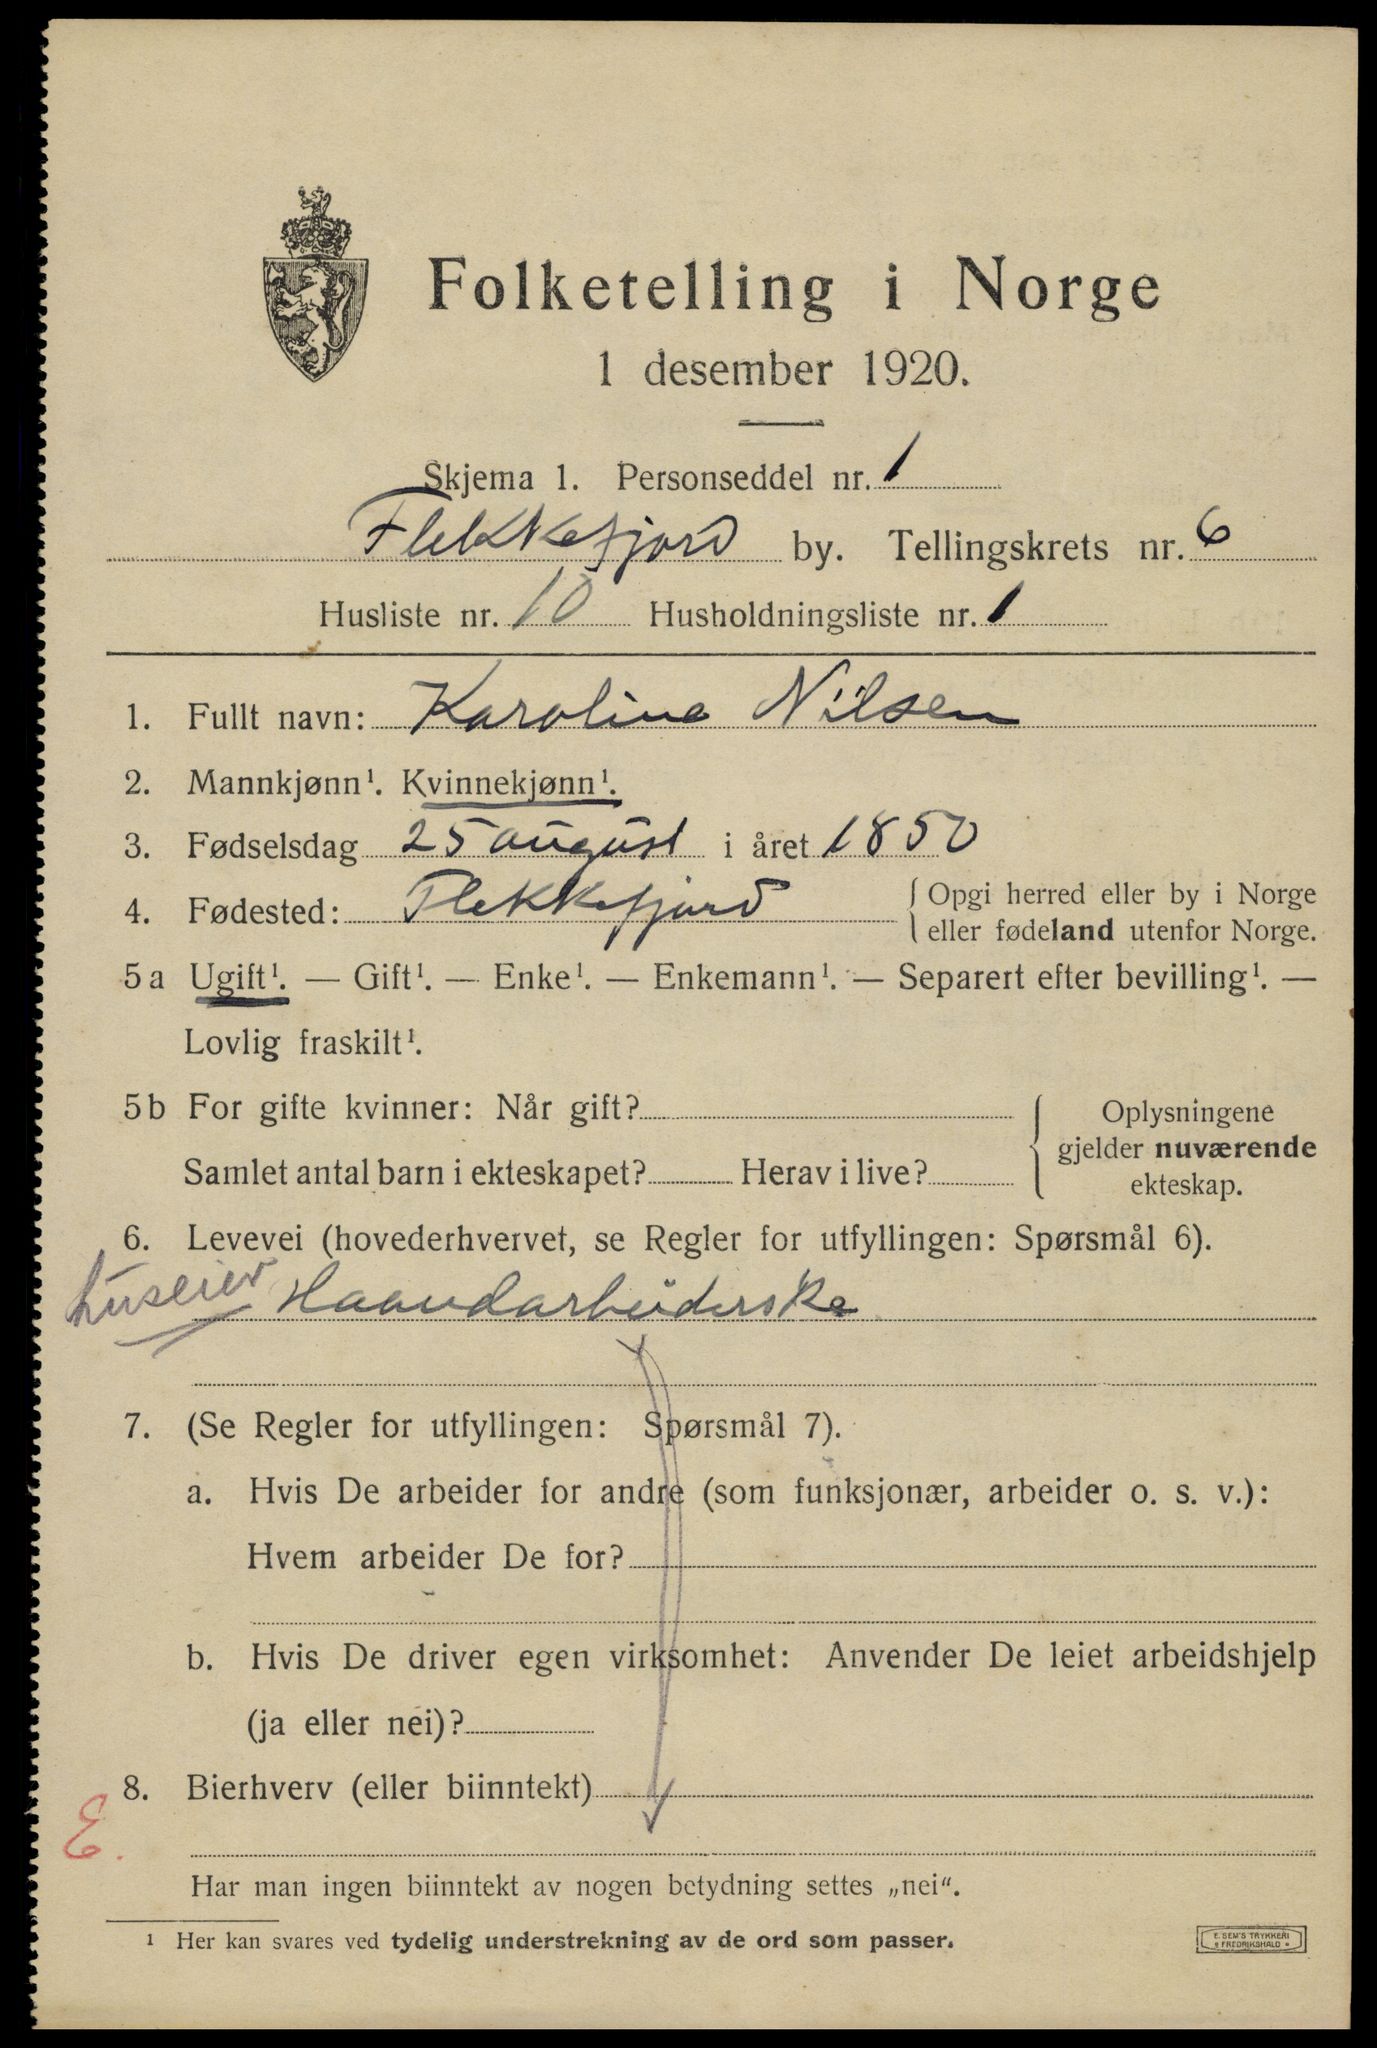 Folketelling i Norge
1 desember 1920.
Skjema 1. Personseddel nr. 1
Flekkefjord by. Tellingskrets nr. 6
Husliste nr. 10 Husholdningsliste nr. 1
1. Fullt navn: Karoline Nilsen
2. Mannkjønn¹. Kvinnekjønn¹.
3. Fødselsdag 25 august i året 1850
4. Fødested: Flekkefjord { Opgi herred eller by i Norge
eller fødeland utenfor Norge.
5 a Ugift¹. — Gift¹. — Enke¹. — Enkemann¹. — Separert efter bevilling¹. —
Lovlig fraskilt¹.
5 b For gifte kvinner: Når gift? { Oplysningene
gjelder nuværende
Samlet antal barn i ekteskapet? Herav i live? ekteskap.
6. Levevei (hovederhvervet, se Regler for utfyllingen: Spørsmål 6).
huseier Haandarbeiderske
7. (Se Regler for utfyllingen: Spørsmål 7).
a. Hvis De arbeider for andre (som funksjonær, arbeider o. s. v.):
Hvem arbeider De for?
b. Hvis De driver egen virksomhet: Anvender De leiet arbeidshjelp
(ja eller nei)?
8. Bierhverv (eller biinntekt)
E.
Har man ingen biinntekt av nogen betydning settes „nei“.
¹ Her kan svares ved tydelig understrekning av de ord som passer.
E. SEM'S TRYKKERI
FREDRIKSHALD